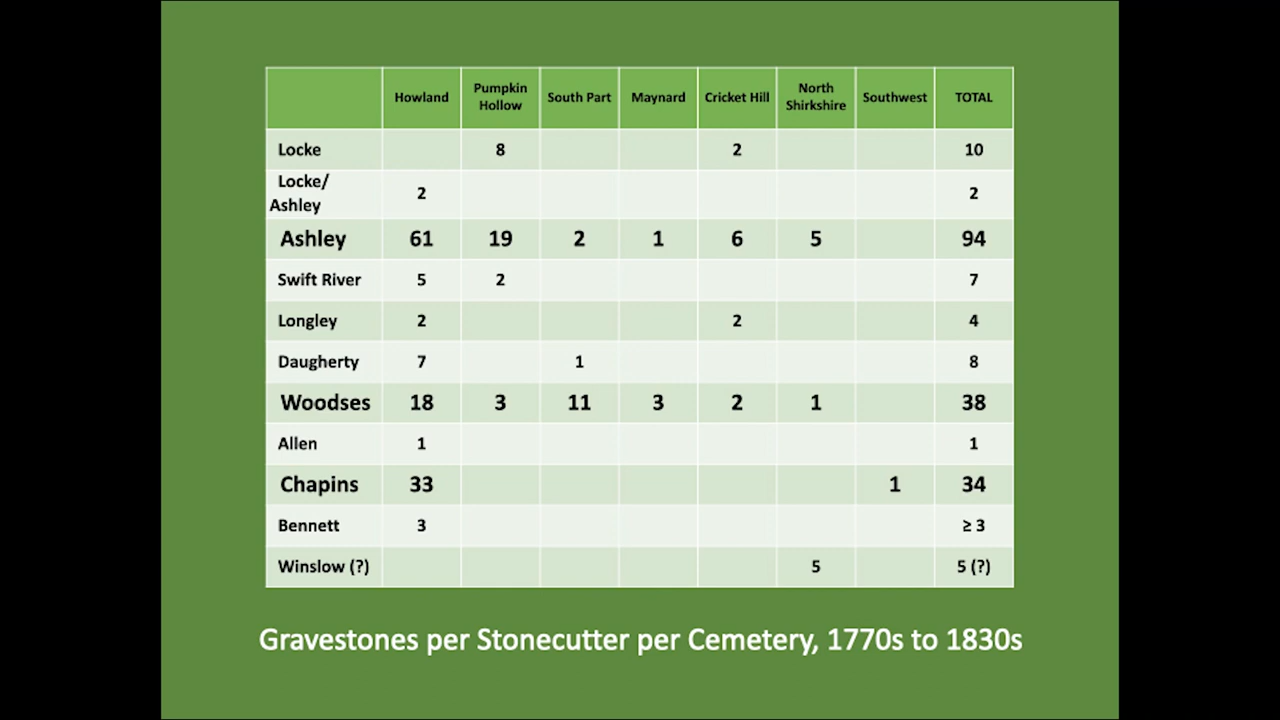 Howland Pumpkin Hollow South Part Maynard Cricket Hill North Shirkshire Southwest TOTAL
Locke 8 2 10
Locke/ Ashley 2 2
Ashley 61 19 2 1 6 5 94
Swift River 5 2 7
Longley 2 2 4
Daugherty 7 1 8
Woodses 18 3 11 3 2 1 38
Allen 1 1
Chapins 33 1 34
Bennett 3 ≥ 3
Winslow (?) 5 5 (?)
Gravestones per Stonecutter per Cemetery, 1770s to 1830s